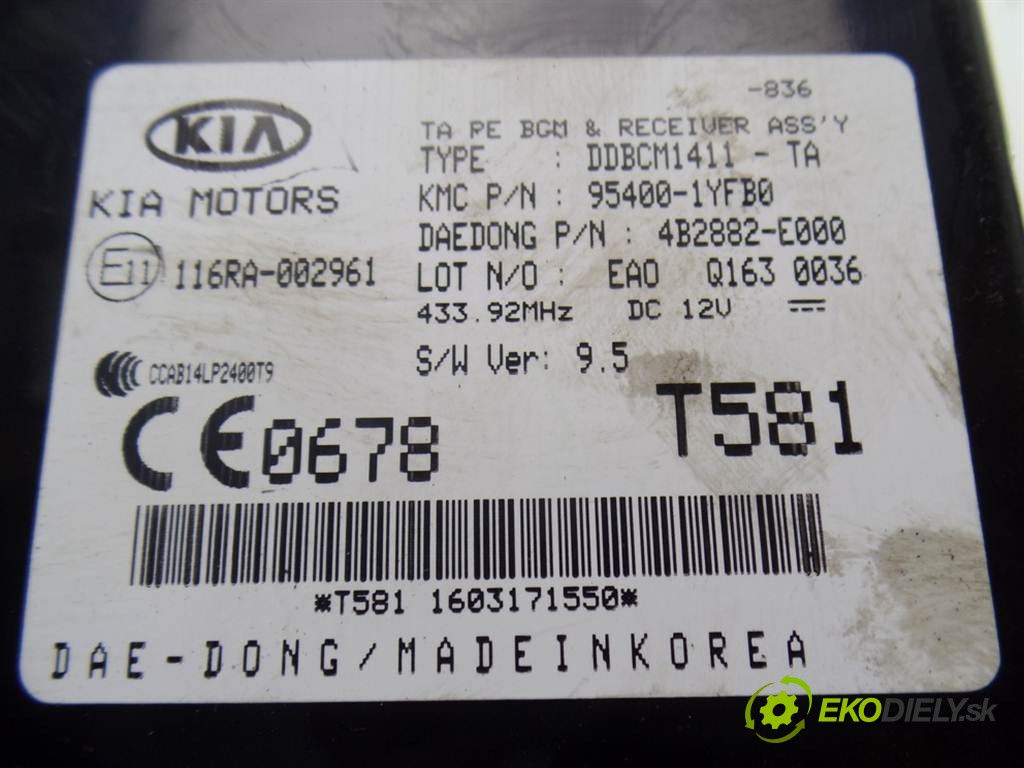 -836
KIA
TA PE BCM & RECEIVER ASS'Y
TYPE : DDBCM1411 - TA
KIA MOTORS
KMC P/N : 95400-1YFB0
DAEDONG P/N : 4B2882-E000
E11 116RA-002961
LOT N/O : EAO Q163 0036
433.92MHz DC 12V
S/W Ver: 9.5
CCAB14LP2400T9
CE0678
T581
*T581 1603171550*
DAE-DONG/MADEINKOREA
EKODIELY.sk